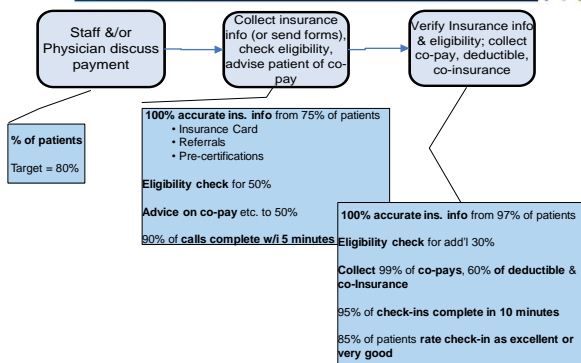 Staff &/or
Physician discuss
payment
Collect insurance
info (or send forms),
check eligibility,
advise patient of co-
pay
Verify Insurance info
& eligibility; collect
co-pay, deductible,
co-insurance
% of patients
Target = 80%
100% accurate ins. info from 75% of patients
• Insurance Card
• Referrals
• Pre-certifications
Eligibility check for 50%
Advice on co-pay etc. to 50%
90% of calls complete w/i 5 minutes
100% accurate ins. info from 97% of patients
Eligibility check for add'l 30%
Collect 99% of co-pays, 60% of deductible &
co-Insurance
95% of check-ins complete in 10 minutes
85% of patients rate check-in as excellent or
very good